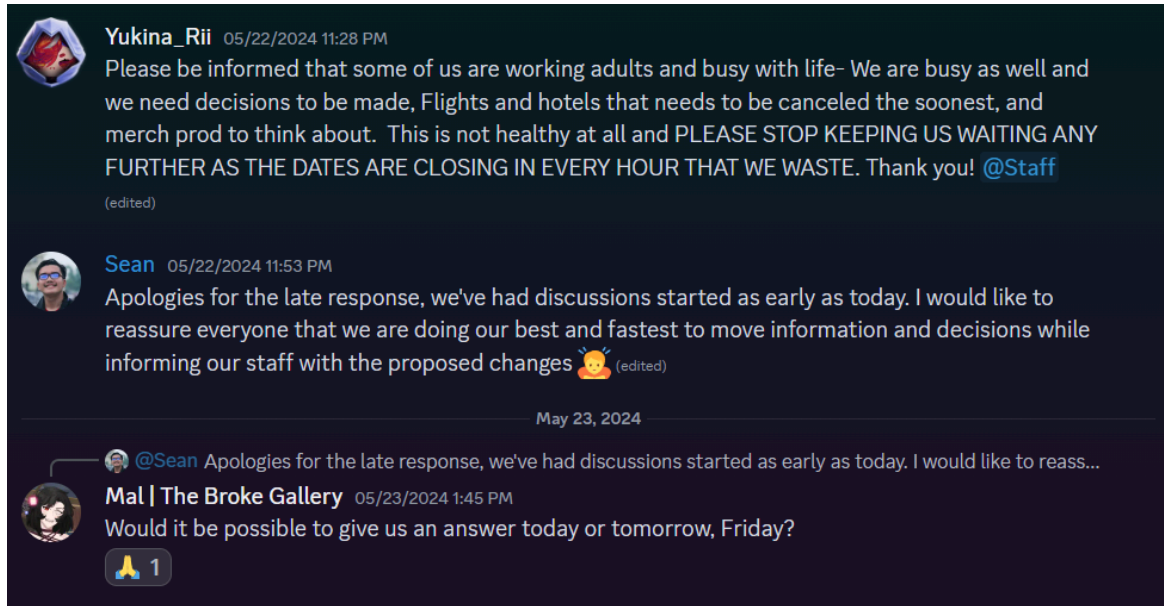 Yukina_Rii 05/22/2024 11:28 PM
Please be informed that some of us are working adults and busy with life- We are busy as well and
we need decisions to be made, Flights and hotels that needs to be canceled the soonest, and
merch prod to think about.  This is not healthy at all and PLEASE STOP KEEPING US WAITING ANY
FURTHER AS THE DATES ARE CLOSING IN EVERY HOUR THAT WE WASTE. Thank you! @Staff
(edited)
Sean 05/22/2024 11:53 PM
Apologies for the late response, we've had discussions started as early as today. I would like to
reassure everyone that we are doing our best and fastest to move information and decisions while
informing our staff with the proposed changes 🙇 (edited)
May 23, 2024
@Sean Apologies for the late response, we've had discussions started as early as today. I would like to reass...
Mal | The Broke Gallery 05/23/2024 1:45 PM
Would it be possible to give us an answer today or tomorrow, Friday?
🙏 1